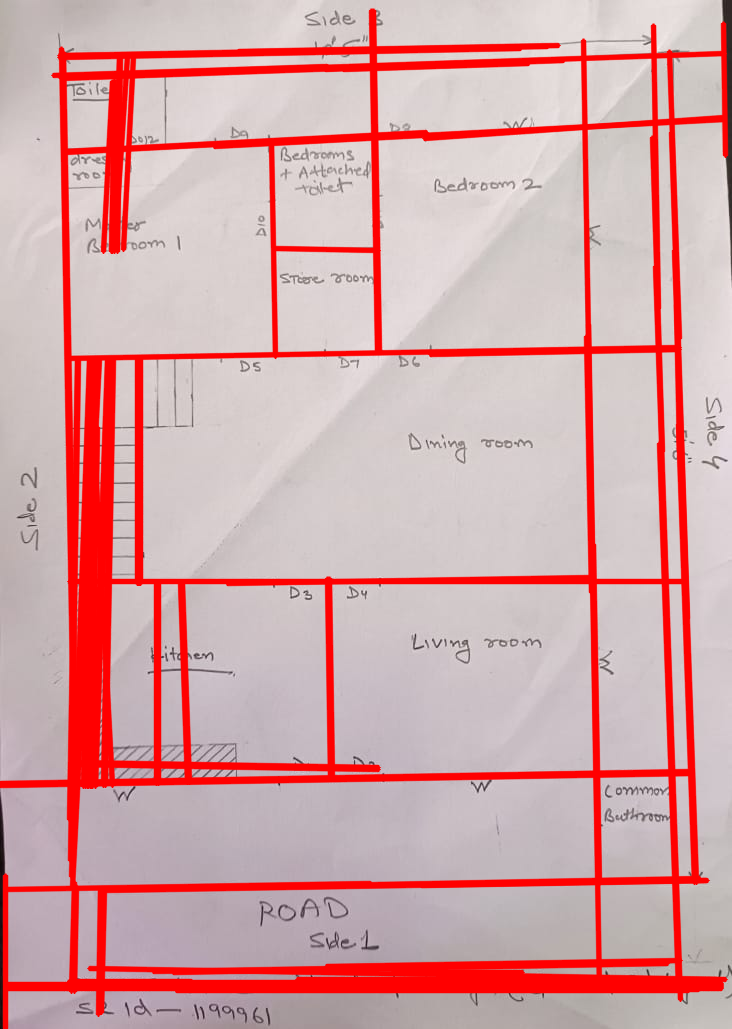 Side 3
Toile
D012
D9
D8
W1
dres
roo
Bedrooms
+ Attached
toilet
Bedroom 2
D10
Bedroom 1
Store room
D5
D7
D6
Dining room
Side 2
Side 4
D3
D4
Kitchen
Living room
W
W
Common
Bathroom
ROAD
Side 1
SR Id — 1199961